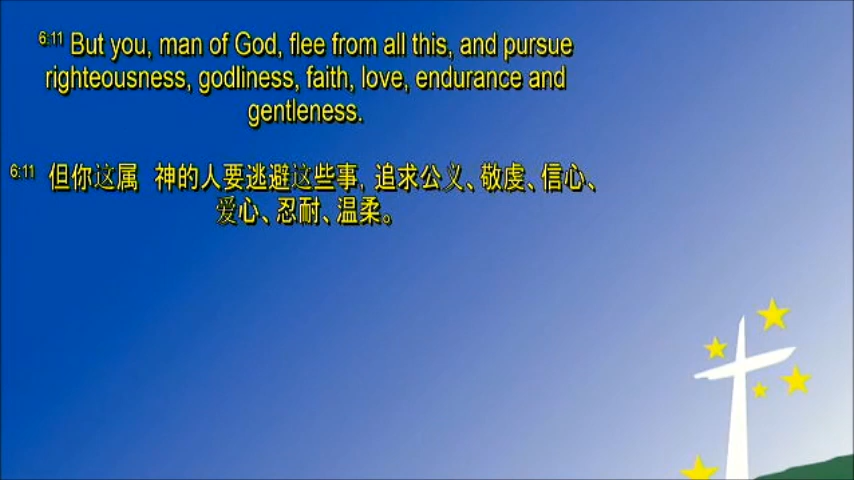 6:11 But you, man of God, flee from all this, and pursue
righteousness, godliness, faith, love, endurance and
gentleness.
6:11 但你这属 神的人要逃避这些事，追求公义、敬虔、信心、
爱心、忍耐、温柔。